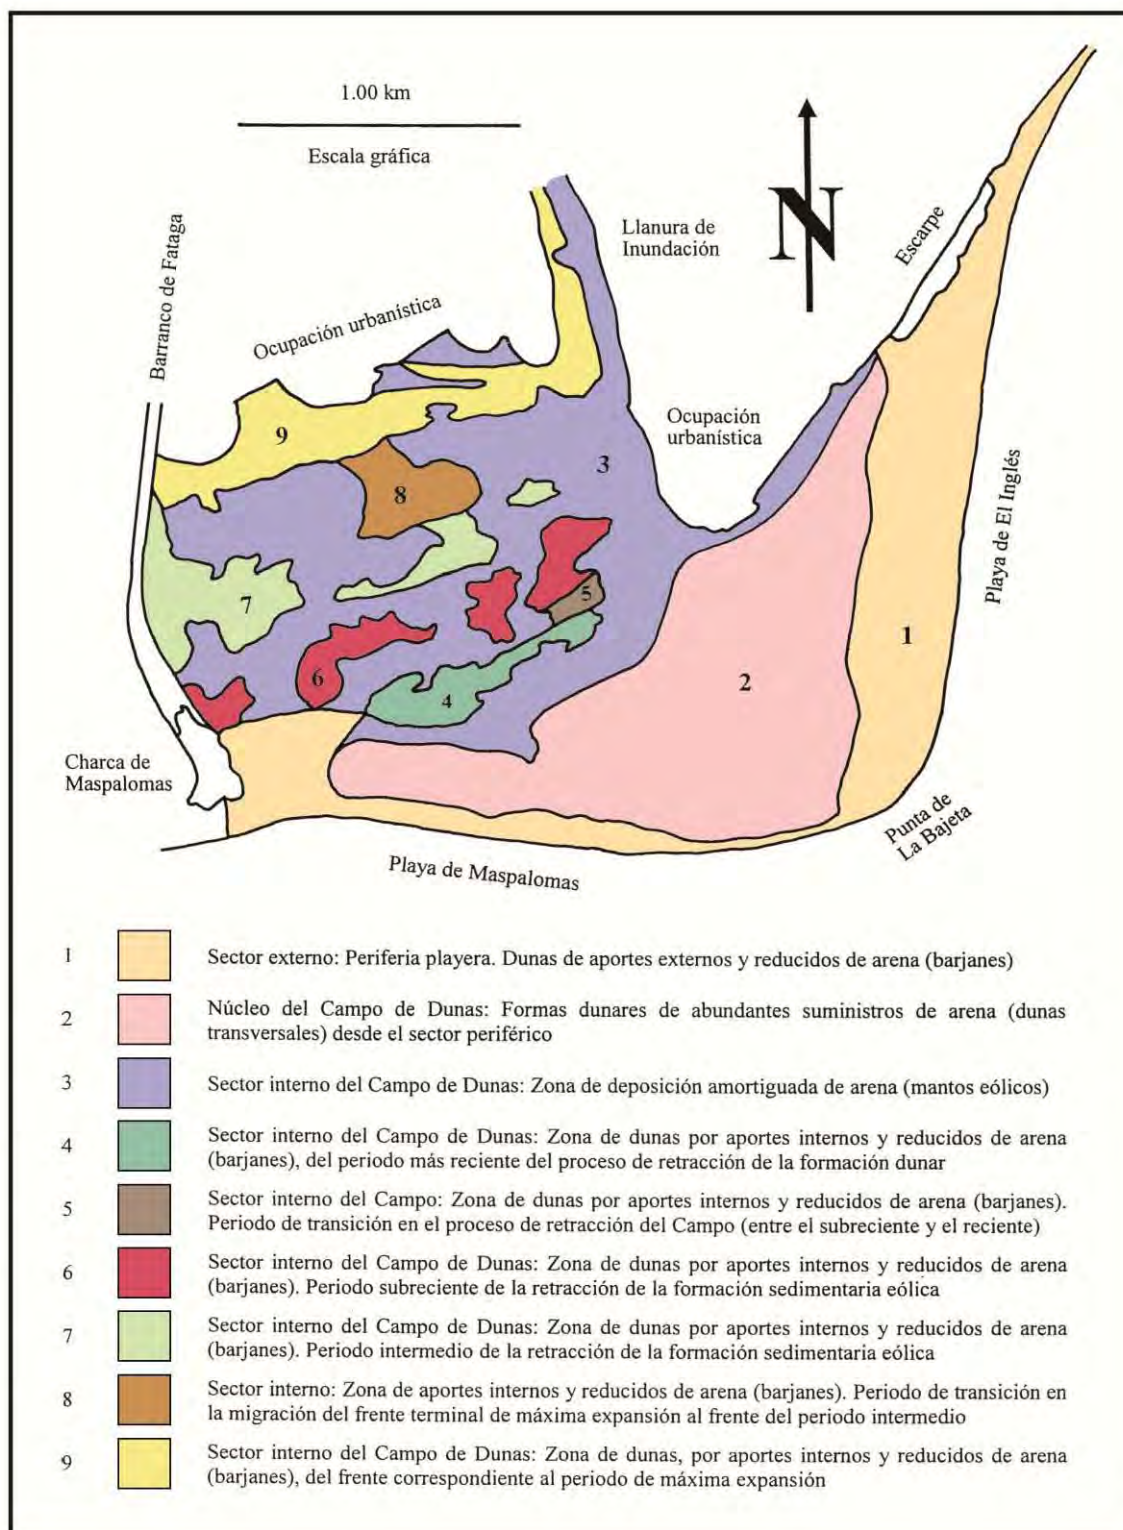 1.00 km
Escala gráfica
N
Barranco de Fataga
Ocupación urbanística
Llanura de
Inundación
Escarpe
Ocupación
urbanística
Playa de El Inglés
9
3
8
7
5
6
4
2
1
Charca de
Maspalomas
Punta de
La Bajeta
Playa de Maspalomas
1 Sector externo: Periferia playera. Dunas de aportes externos y reducidos de arena (barjanes)
2 Núcleo del Campo de Dunas: Formas dunares de abundantes suministros de arena (dunas
transversales) desde el sector periférico
3 Sector interno del Campo de Dunas: Zona de deposición amortiguada de arena (mantos eólicos)
4 Sector interno del Campo de Dunas: Zona de dunas por aportes internos y reducidos de arena
(barjanes), del periodo más reciente del proceso de retracción de la formación dunar
5 Sector interno del Campo: Zona de dunas por aportes internos y reducidos de arena (barjanes).
Periodo de transición en el proceso de retracción del Campo (entre el subreciente y el reciente)
6 Sector interno del Campo de Dunas: Zona de dunas por aportes internos y reducidos de arena
(barjanes). Periodo subreciente de la retracción de la formación sedimentaria eólica
7 Sector interno del Campo de Dunas: Zona de dunas por aportes internos y reducidos de arena
(barjanes). Periodo intermedio de la retracción de la formación sedimentaria eólica
8 Sector interno: Zona de aportes internos y reducidos de arena (barjanes). Periodo de transición en
la migración del frente terminal de máxima expansión al frente del periodo intermedio
9 Sector interno del Campo de Dunas: Zona de dunas, por aportes internos y reducidos de arena
(barjanes), del frente correspondiente al periodo de máxima expansión